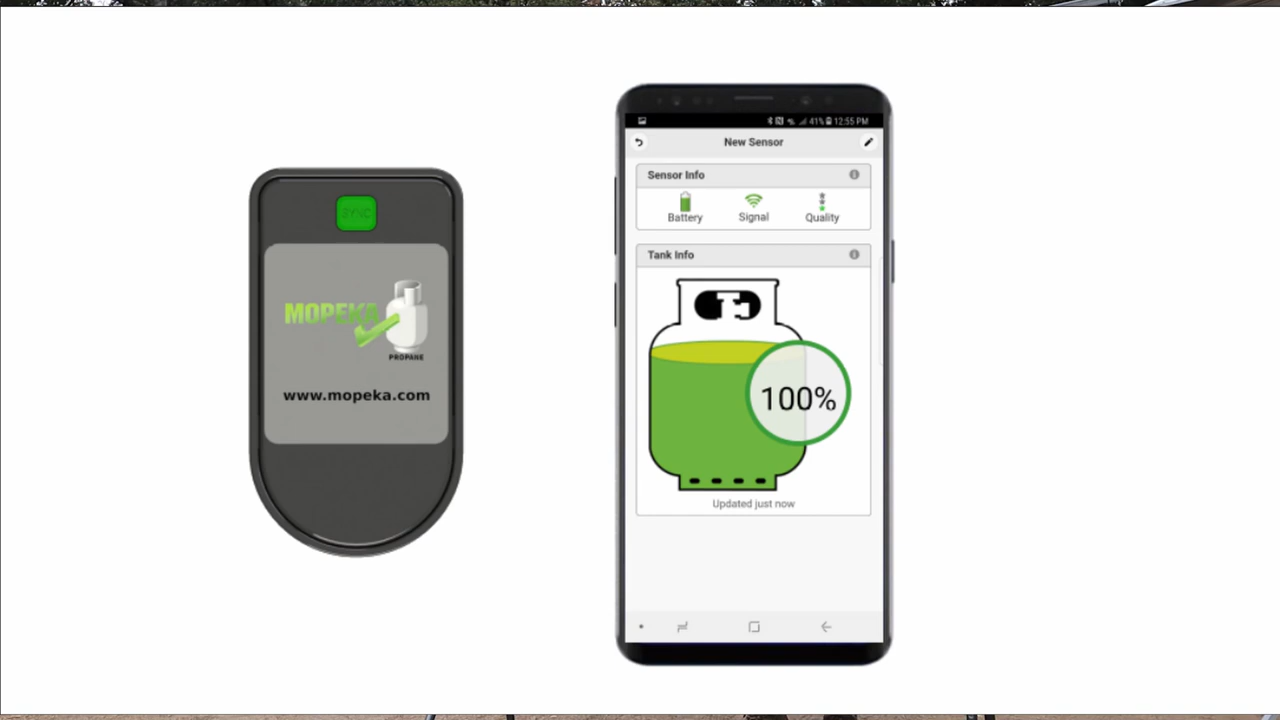 SYNC
MOPEKA
PROPANE
www.mopeka.com
41% 12:55 PM
New Sensor
Sensor Info
Battery
Signal
Quality
Tank Info
100%
Updated just now